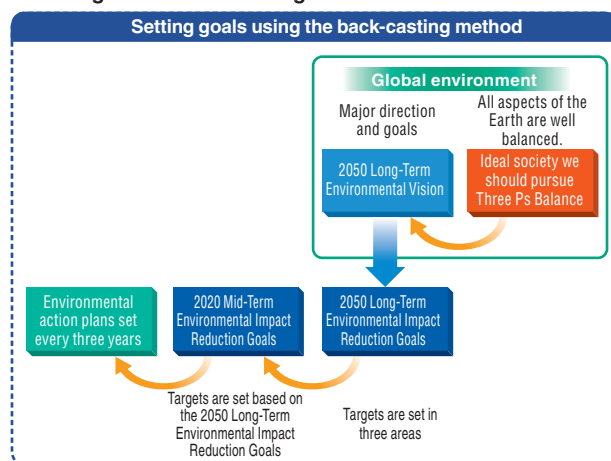 Setting goals using the back-casting method
Global environment
Major direction
and goals
All aspects of the
Earth are well
balanced.
2050 Long-Term
Environmental Vision
Ideal society we
should pursue
Three Ps Balance
Environmental
action plans set
every three years
2020 Mid-Term
Environmental Impact
Reduction Goals
2050 Long-Term
Environmental Impact
Reduction Goals
Targets are set based on
the 2050 Long-Term
Environmental Impact
Reduction Goals
Targets are set in
three areas